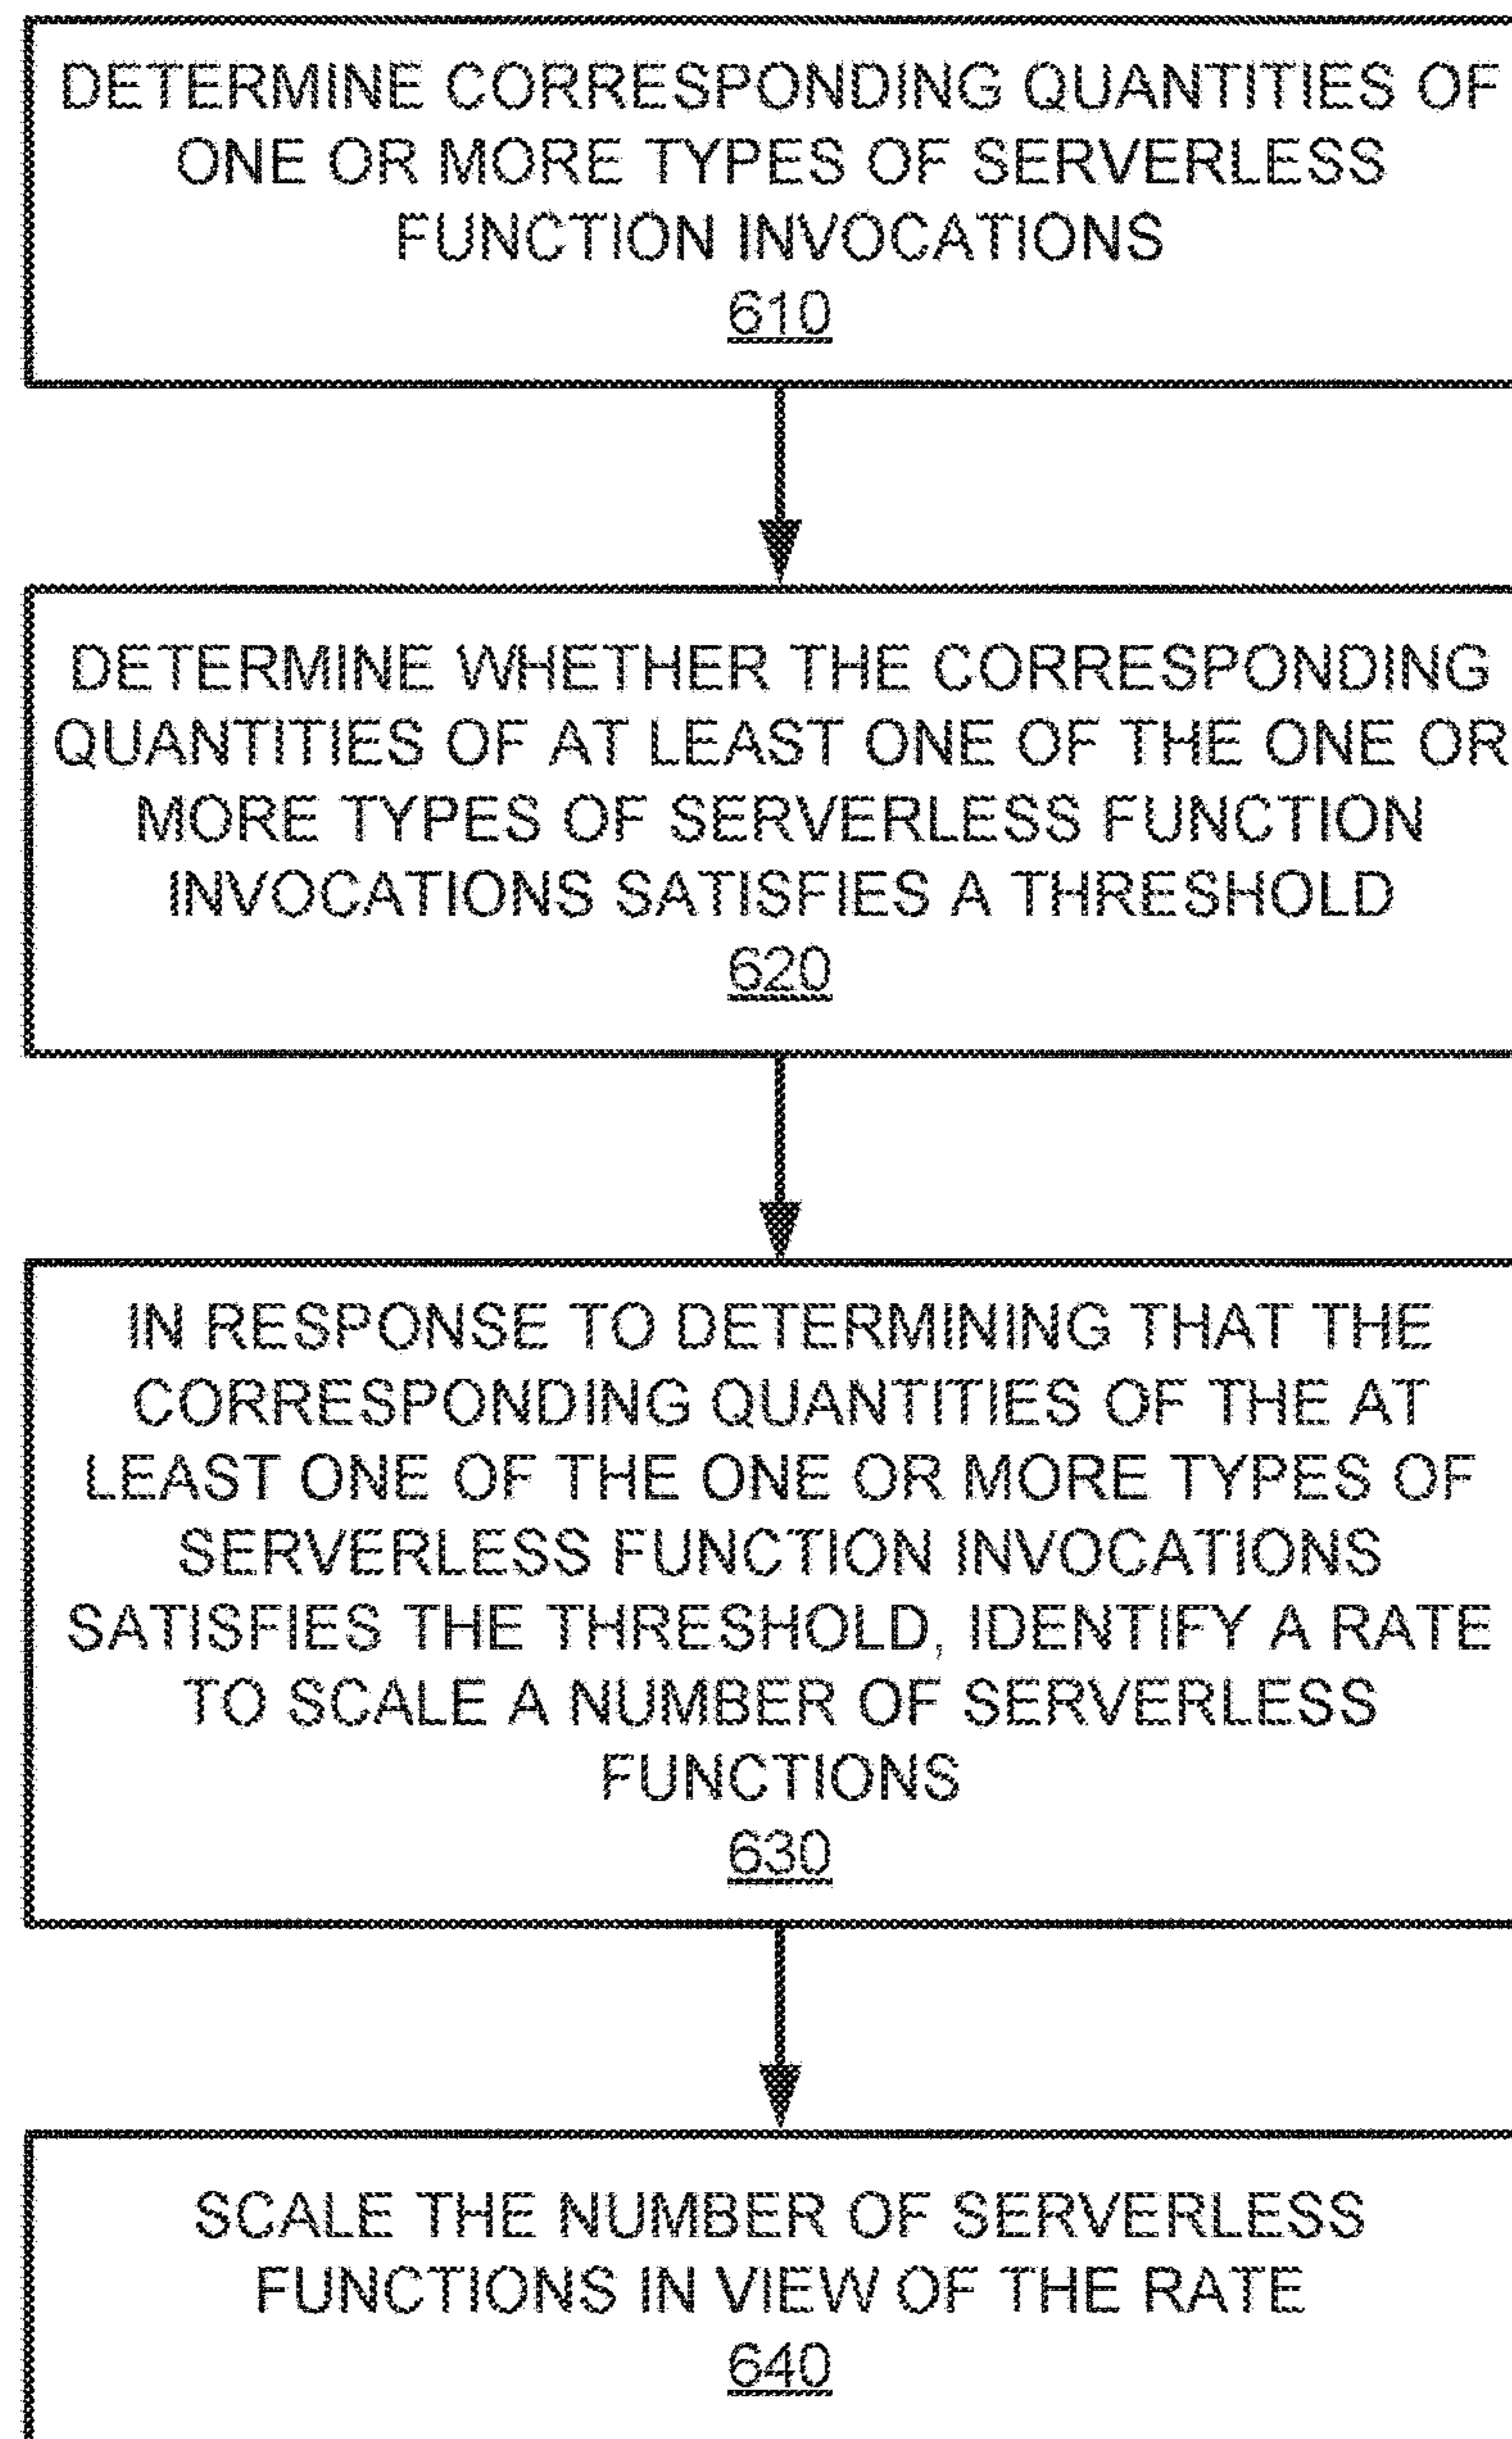 DETERMINE CORRESPONDING QUANTITIES OF
ONE OR MORE TYPES OF SERVERLESS
FUNCTION INVOCATIONS
610
DETERMINE WHETHER THE CORRESPONDING
QUANTITIES OF AT LEAST ONE OF THE ONE OR
MORE TYPES OF SERVERLESS FUNCTION
INVOCATIONS SATISFIES A THRESHOLD
620
IN RESPONSE TO DETERMINING THAT THE
CORRESPONDING QUANTITIES OF THE AT
LEAST ONE OF THE ONE OR MORE TYPES OF
SERVERLESS FUNCTION INVOCATIONS
SATISFIES THE THRESHOLD, IDENTIFY A RATE
TO SCALE A NUMBER OF SERVERLESS
FUNCTIONS
630
SCALE THE NUMBER OF SERVERLESS
FUNCTIONS IN VIEW OF THE RATE
640